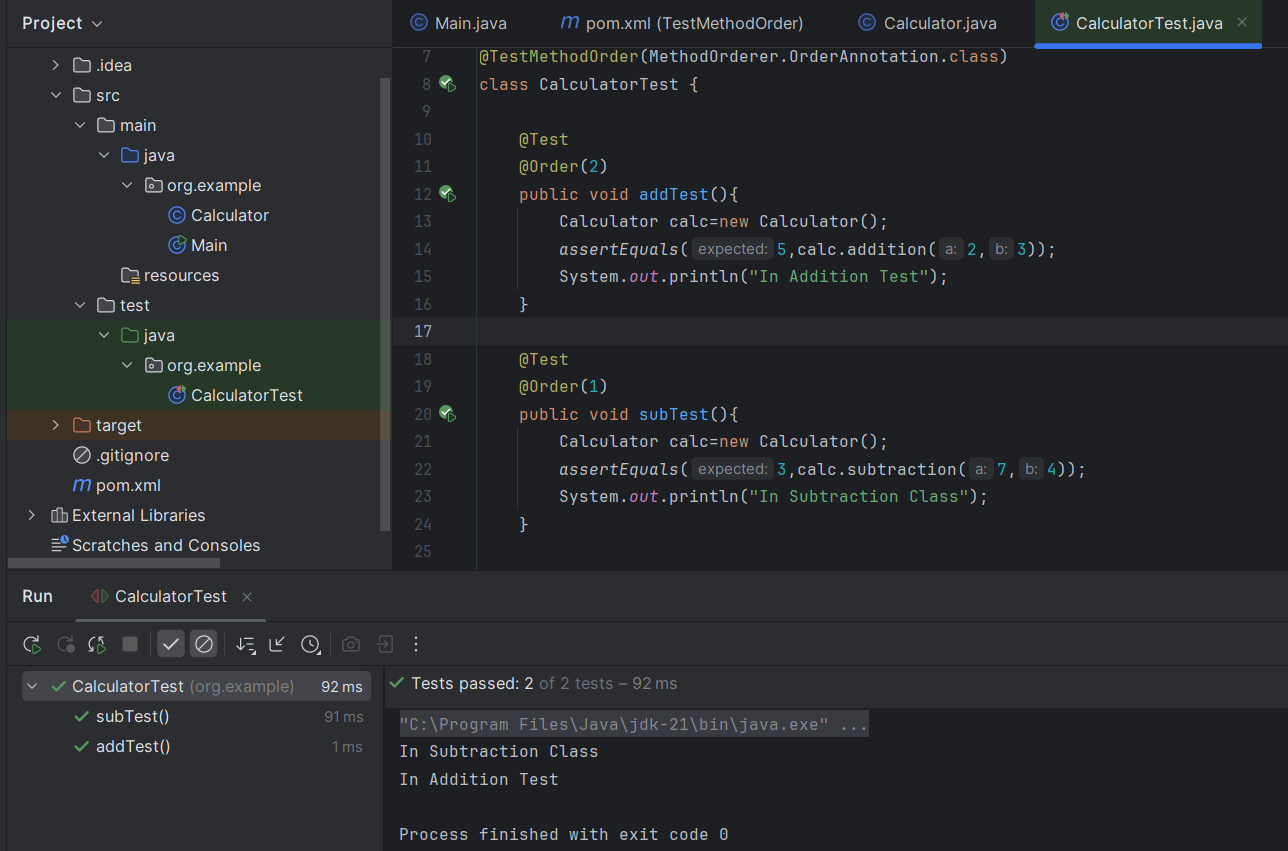 Project
Main.java
pom.xml (TestMethodOrder)
Calculator.java
CalculatorTest.java
.idea
src
main
java
org.example
Calculator
Main
resources
test
java
org.example
CalculatorTest
target
.gitignore
pom.xml
External Libraries
Scratches and Consoles
7 @TestMethodOrder(MethodOrderer.OrderAnnotation.class)
8 class CalculatorTest {
9
10 @Test
11 @Order(2)
12 public void addTest(){
13 Calculator calc=new Calculator();
14 assertEquals( expected: 5,calc.addition( a: 2, b: 3));
15 System.out.println("In Addition Test");
16 }
17
18 @Test
19 @Order(1)
20 public void subTest(){
21 Calculator calc=new Calculator();
22 assertEquals( expected: 3,calc.subtraction( a: 7, b: 4));
23 System.out.println("In Subtraction Class");
24 }
25
Run
CalculatorTest
CalculatorTest (org.example) 92 ms
subTest() 91 ms
addTest() 1 ms
Tests passed: 2 of 2 tests – 92 ms
"C:\Program Files\Java\jdk-21\bin\java.exe" ...
In Subtraction Class
In Addition Test
Process finished with exit code 0